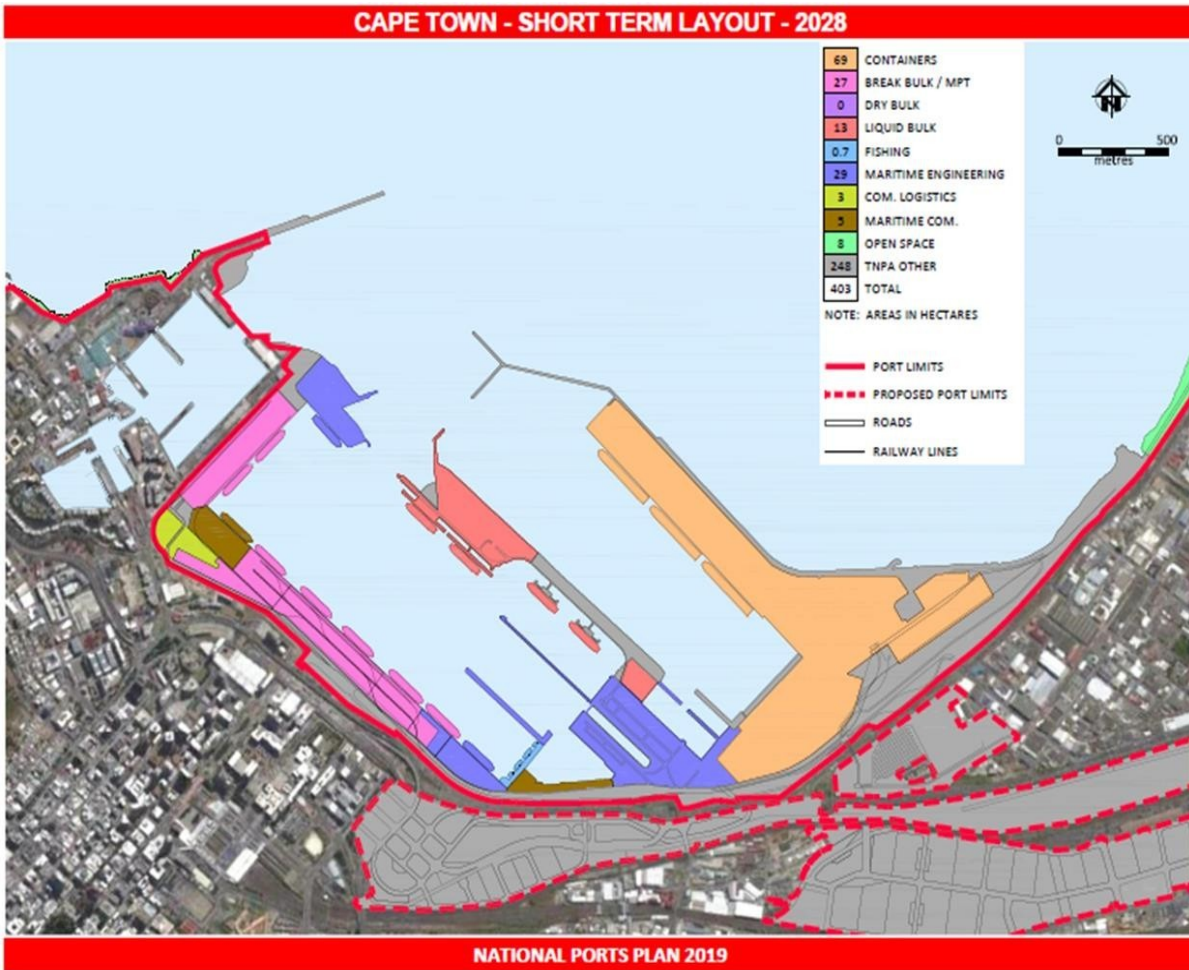 CAPE TOWN - SHORT TERM LAYOUT - 2028
69 CONTAINERS
27 BREAK BULK / MPT
0 DRY BULK
13 LIQUID BULK
0.7 FISHING
29 MARITIME ENGINEERING
3 COM. LOGISTICS
5 MARITIME COM.
8 OPEN SPACE
248 TNPA OTHER
403 TOTAL
NOTE: AREAS IN HECTARES
PORT LIMITS
PROPOSED PORT LIMITS
ROADS
RAILWAY LINES
N
0 500
metres
NATIONAL PORTS PLAN 2019